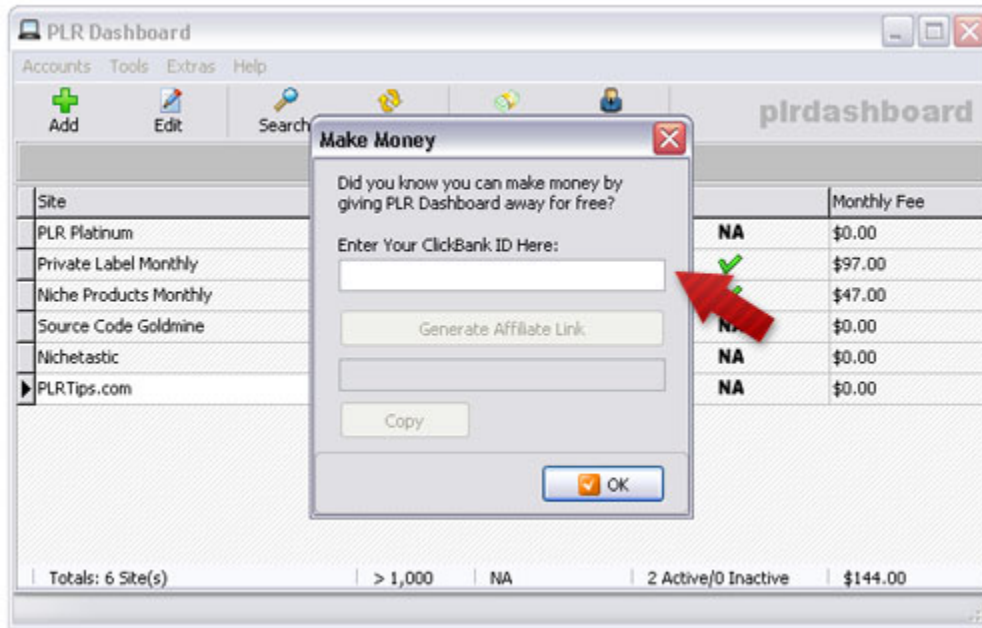 PLR Dashboard
Accounts Tools Extras Help
Add Edit Search
plrdashboard
Make Money
Did you know you can make money by
giving PLR Dashboard away for free?
Enter Your ClickBank ID Here:
Generate Affiliate Link
Copy
OK
Site Monthly Fee
PLR Platinum NA $0.00
Private Label Monthly $97.00
Niche Products Monthly $47.00
Source Code Goldmine $0.00
Nichetastic NA $0.00
PLRTips.com NA $0.00
Totals: 6 Site(s) > 1,000 NA 2 Active/0 Inactive $144.00